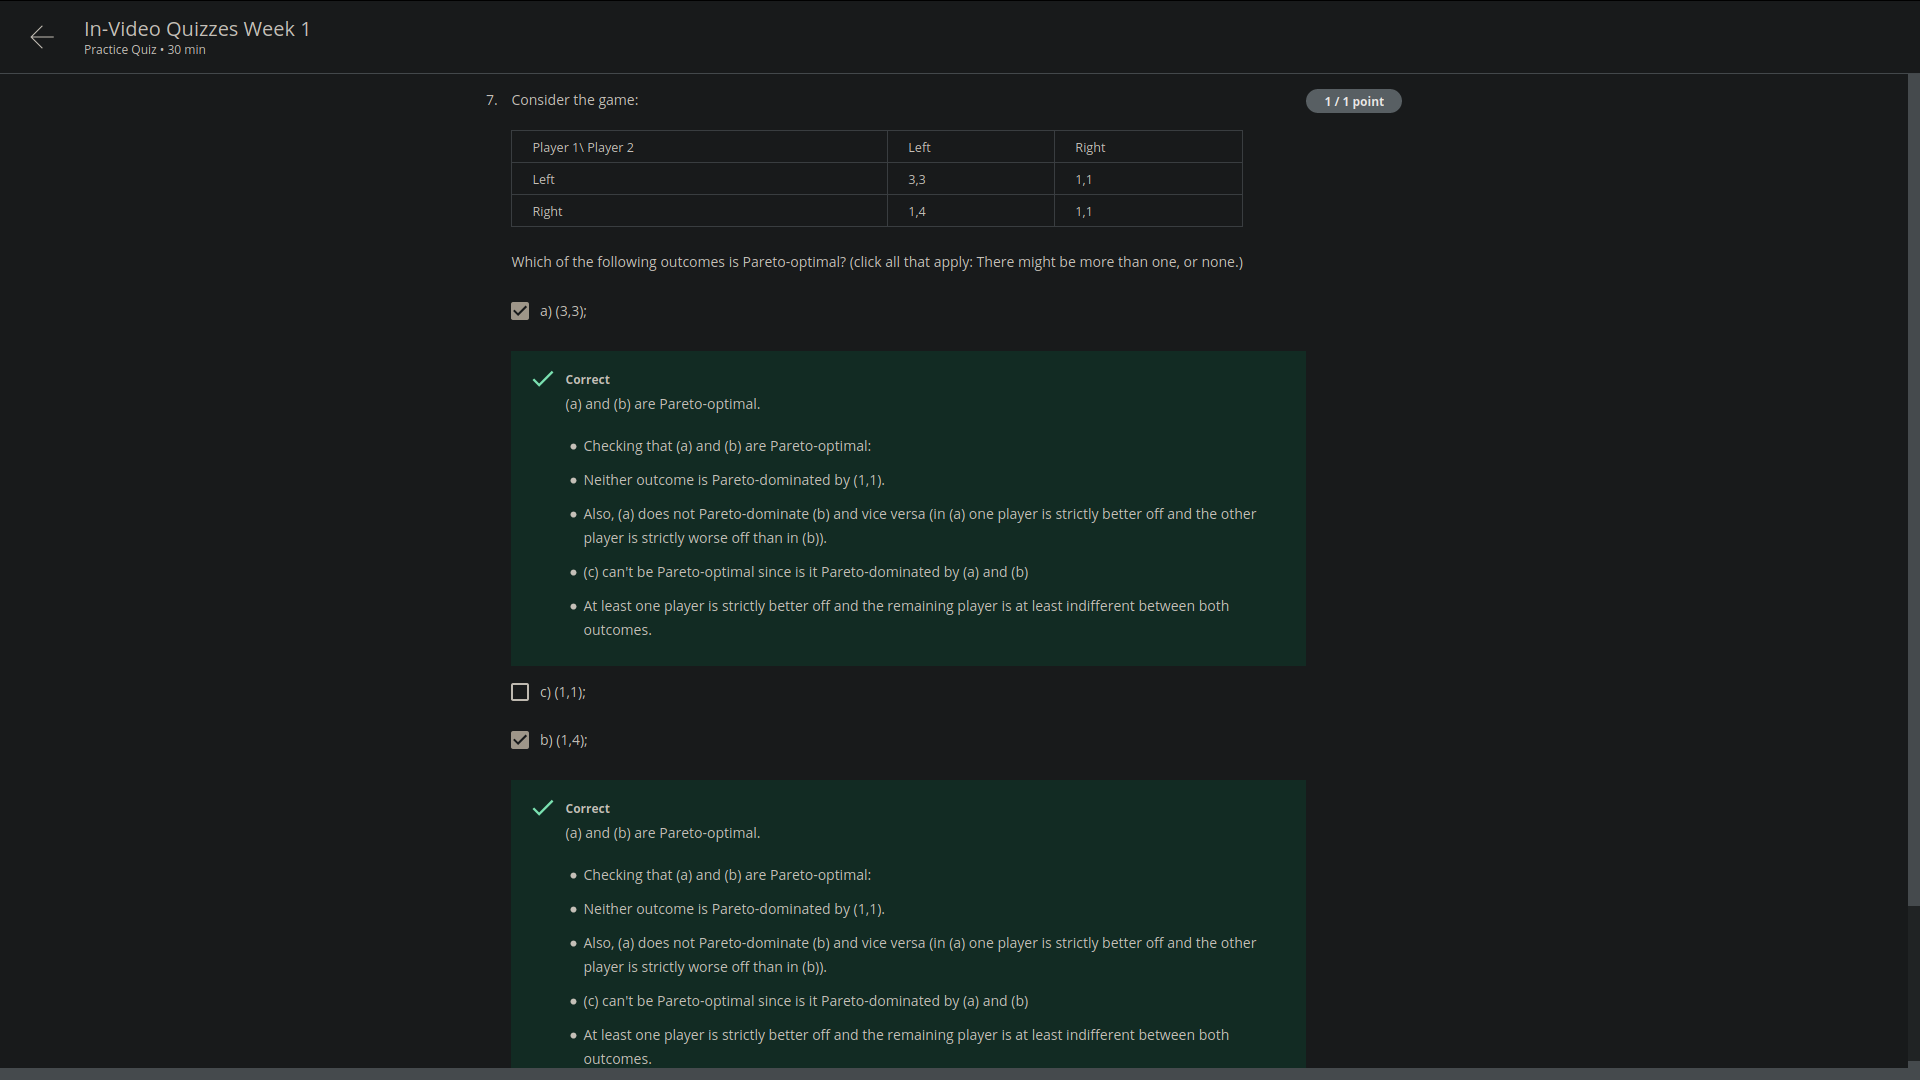 In-Video Quizzes Week 1
Practice Quiz • 30 min
7. Consider the game:
1 / 1 point
Player 1\ Player 2 Left Right
Left 3,3 1,1
Right 1,4 1,1
Which of the following outcomes is Pareto-optimal? (click all that apply: There might be more than one, or none.)
a) (3,3);
Correct
(a) and (b) are Pareto-optimal.
• Checking that (a) and (b) are Pareto-optimal:
• Neither outcome is Pareto-dominated by (1,1).
• Also, (a) does not Pareto-dominate (b) and vice versa (in (a) one player is strictly better off and the other
player is strictly worse off than in (b)).
• (c) can't be Pareto-optimal since is it Pareto-dominated by (a) and (b)
• At least one player is strictly better off and the remaining player is at least indifferent between both
outcomes.
c) (1,1);
b) (1,4);
Correct
(a) and (b) are Pareto-optimal.
• Checking that (a) and (b) are Pareto-optimal:
• Neither outcome is Pareto-dominated by (1,1).
• Also, (a) does not Pareto-dominate (b) and vice versa (in (a) one player is strictly better off and the other
player is strictly worse off than in (b)).
• (c) can't be Pareto-optimal since is it Pareto-dominated by (a) and (b)
• At least one player is strictly better off and the remaining player is at least indifferent between both
outcomes.